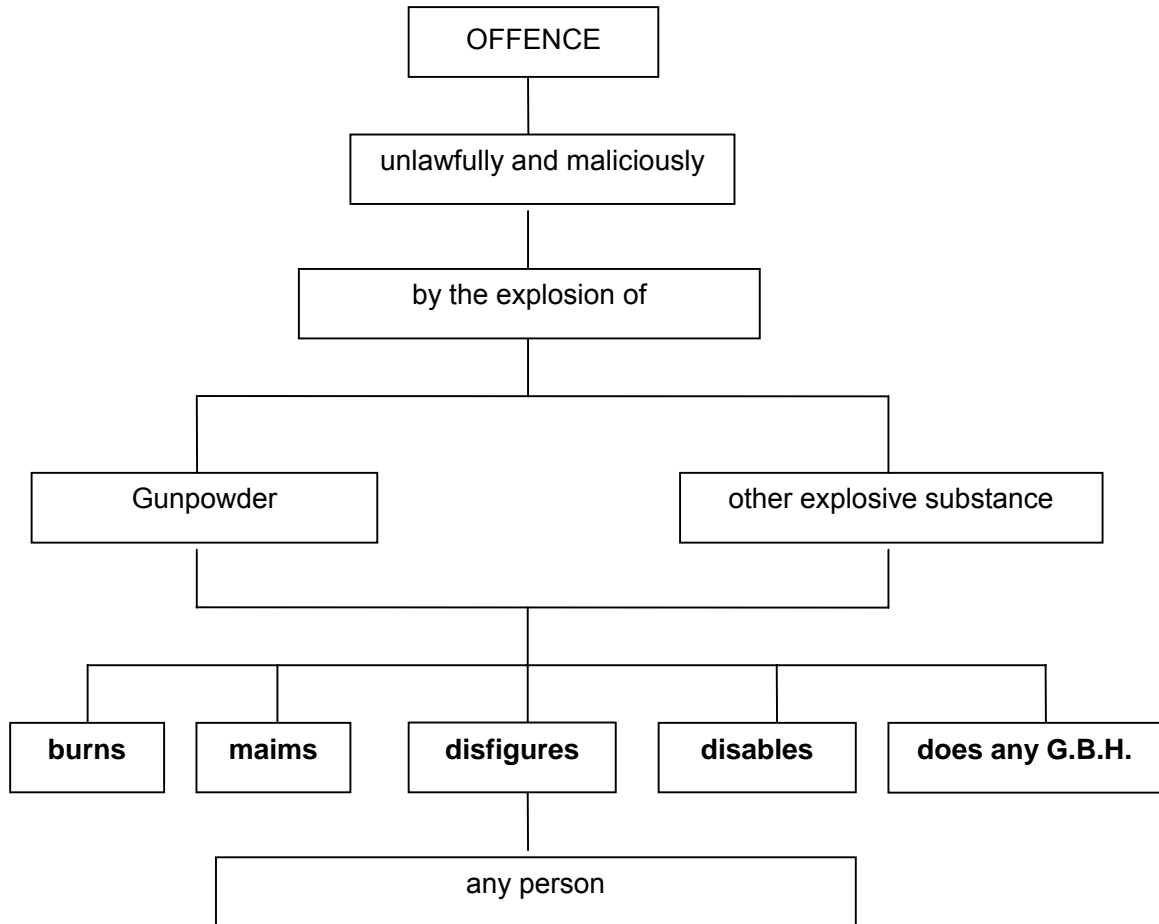 OFFENCE
unlawfully and maliciously
by the explosion of
Gunpowder
other explosive substance
burns
maims
disfigures
disables
does any G.B.H.
any person